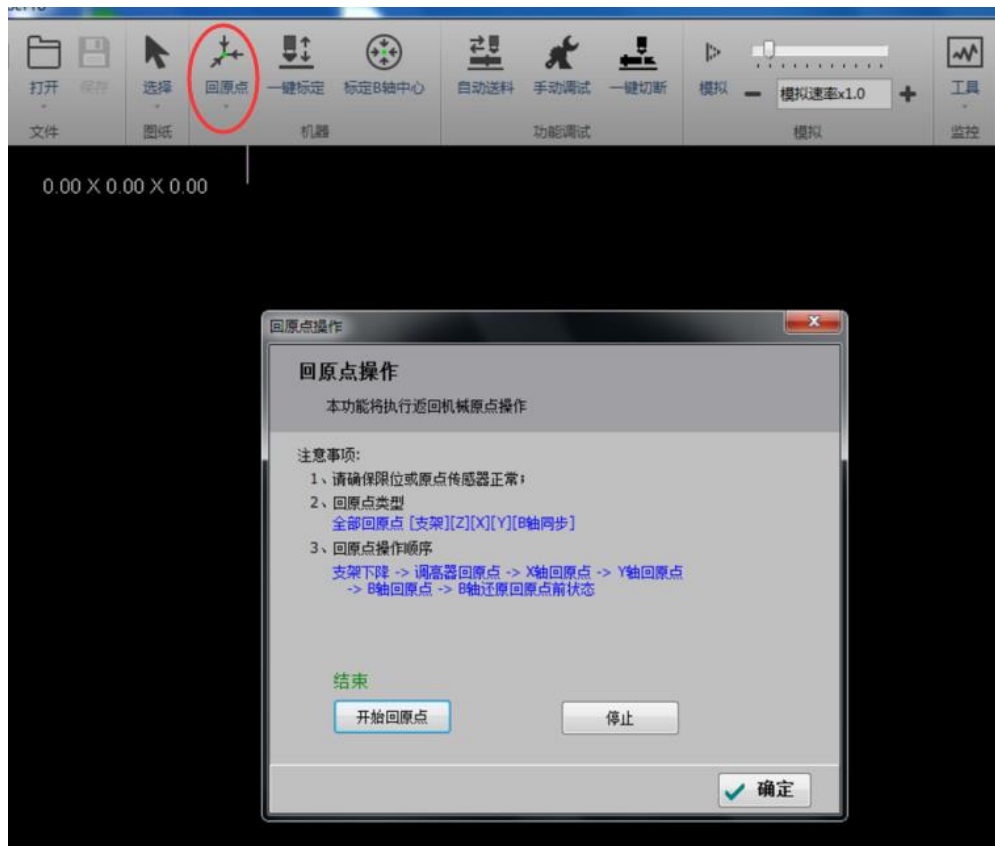 打开
保存
选择
回原点
一键标定
标定B轴中心
自动送料
手动调试
一键切断
模拟
模拟速率x1.0
工具
文件
图纸
机器
功能调试
模拟
监控
0.00 X 0.00 X 0.00
回原点操作
回原点操作
本功能将执行返回机械原点操作
注意事项:
1、请确保限位或原点传感器正常;
2、回原点类型
全部回原点 [支架][Z][X][Y][B轴同步]
3、回原点操作顺序
支架下降 -> 调高器回原点 -> X轴回原点 -> Y轴回原点
-> B轴回原点 -> B轴还原回原点前状态
结束
开始回原点
停止
确定